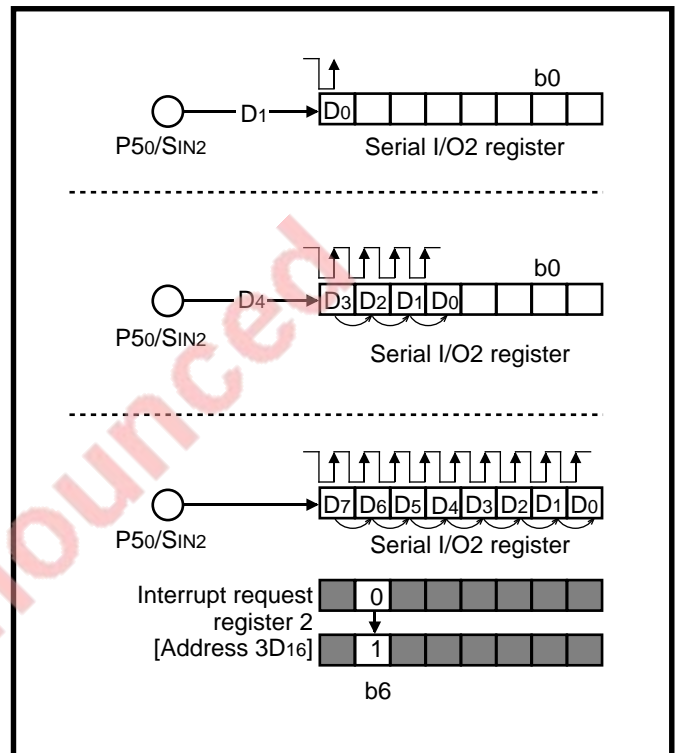 b0
D1
D0
P50/SIN2
Serial I/O2 register
b0
D4
D3 D2 D1 D0
P50/SIN2
Serial I/O2 register
D7 D6 D5 D4 D3 D2 D1 D0
P50/SIN2
Serial I/O2 register
Interrupt request
register 2
[Address 3D16]
0
1
b6
nounced